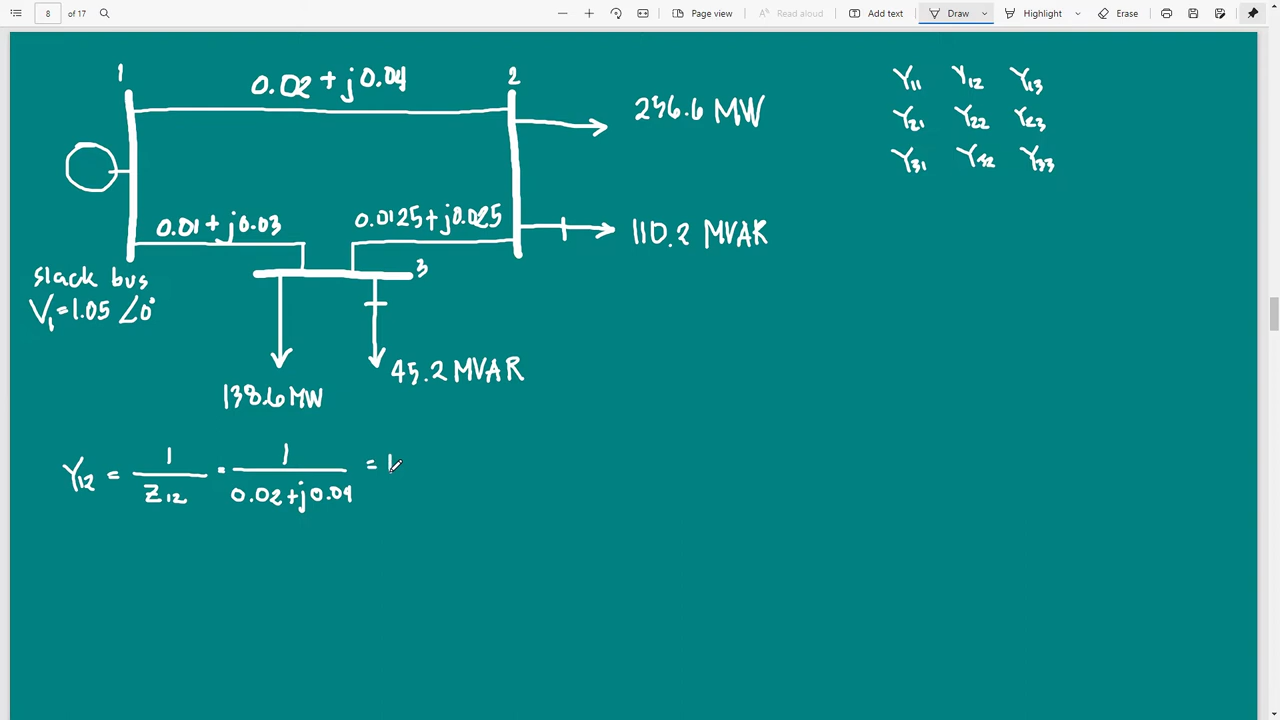 8 of 17 Page view Read aloud Add text Draw Highlight Erase
1 0.02 + j0.04 2
256.6 MW
0.01 + j0.03 0.0125 + j0.025
110.2 MVAR
3
slack bus
V1 = 1.05 ∠0°
45.2 MVAR
138.6 MW
Y12 = 1 / Z12 = 1 / 0.02 + j0.04 = 1
Y11 Y12 Y13
Y21 Y22 Y23
Y31 Y32 Y33